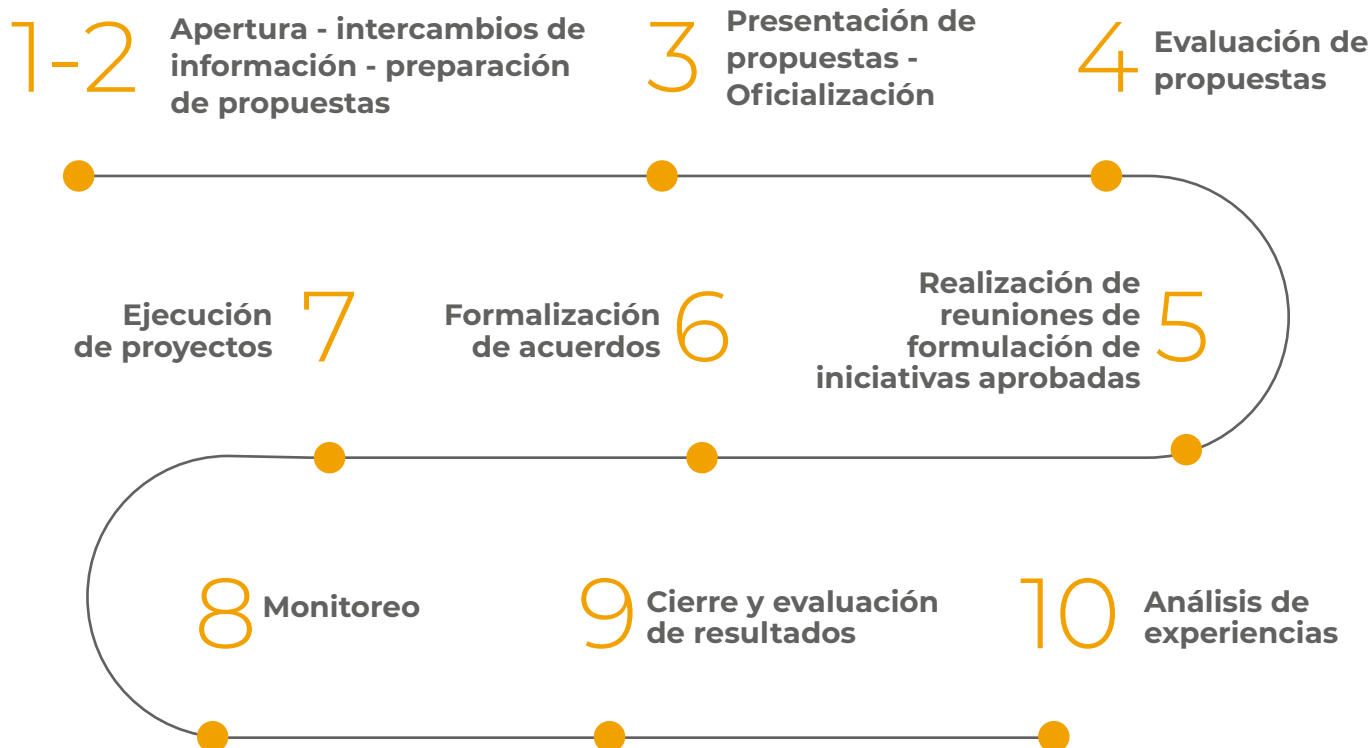 1-2
Apertura - intercambios de
información - preparación
de propuestas
3
Presentación de
propuestas -
Oficialización
4
Evaluación de
propuestas
5
Realización de
reuniones de
formulación de
iniciativas aprobadas
6
Formalización
de acuerdos
7
Ejecución
de proyectos
8
Monitoreo
9
Cierre y evaluación
de resultados
10
Análisis de
experiencias